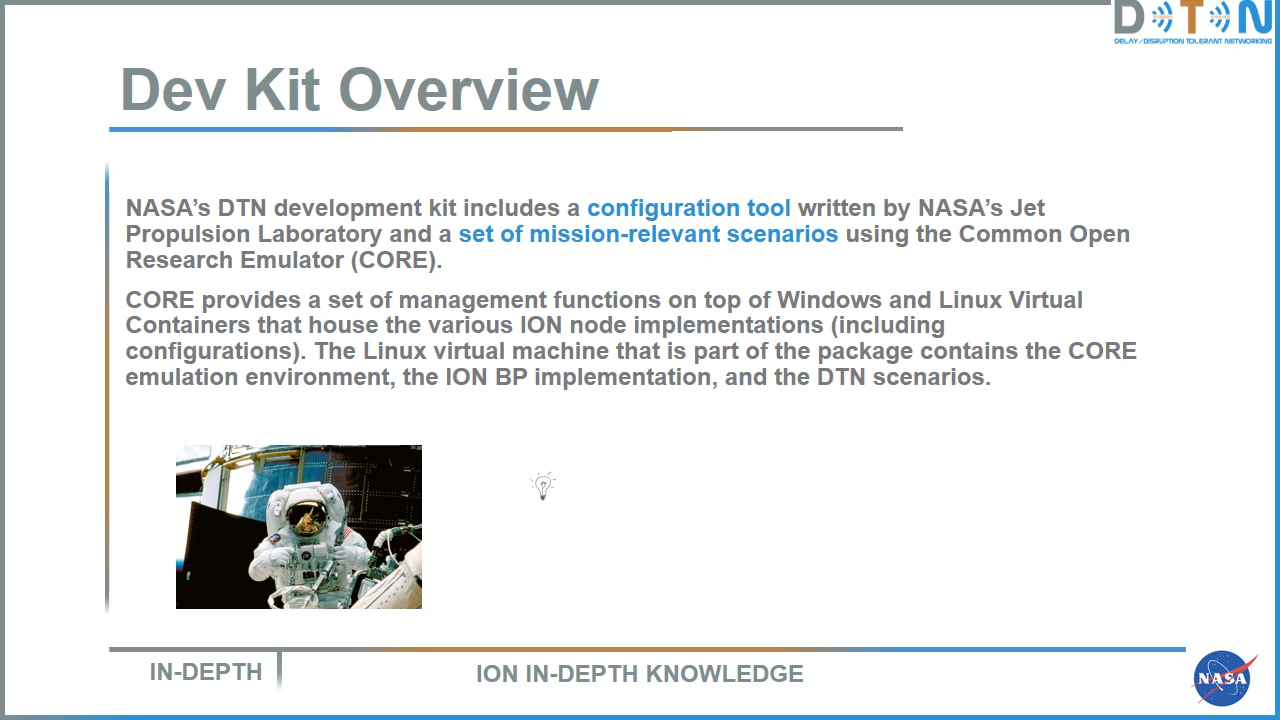 D T N
DELAY/DISRUPTION TOLERANT NETWORKING
Dev Kit Overview
NASA’s DTN development kit includes a configuration tool written by NASA’s Jet
Propulsion Laboratory and a set of mission-relevant scenarios using the Common Open
Research Emulator (CORE).
CORE provides a set of management functions on top of Windows and Linux Virtual
Containers that house the various ION node implementations (including
configurations). The Linux virtual machine that is part of the package contains the CORE
emulation environment, the ION BP implementation, and the DTN scenarios.
IN-DEPTH
ION IN-DEPTH KNOWLEDGE
NASA